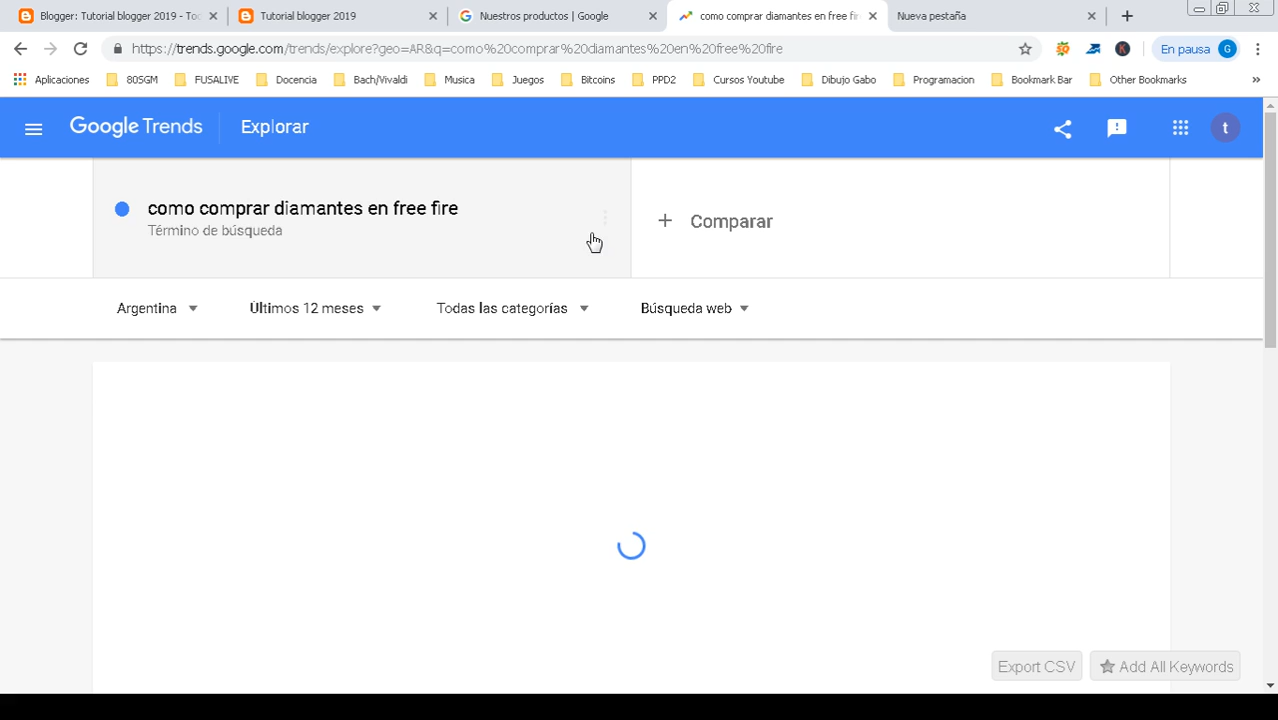 Blogger: Tutorial blogger 2019 - To
Tutorial blogger 2019
Nuestros productos | Google
como comprar diamantes en free fi
Nueva pestaña
https://trends.google.com/trends/explore?geo=AR&q=como%20comprar%20diamantes%20en%20free%20fire
En pausa G
Aplicaciones 80SGM FUSALIVE Docencia Bach/Vivaldi Musica Juegos Bitcoins PPD2 Cursos Youtube Dibujo Gabo Programacion Bookmark Bar Other Bookmarks »
Google Trends Explorar t
como comprar diamantes en free fire
Término de búsqueda
+ Comparar
Argentina Últimos 12 meses Todas las categorías Búsqueda web
Export CSV Add All Keywords